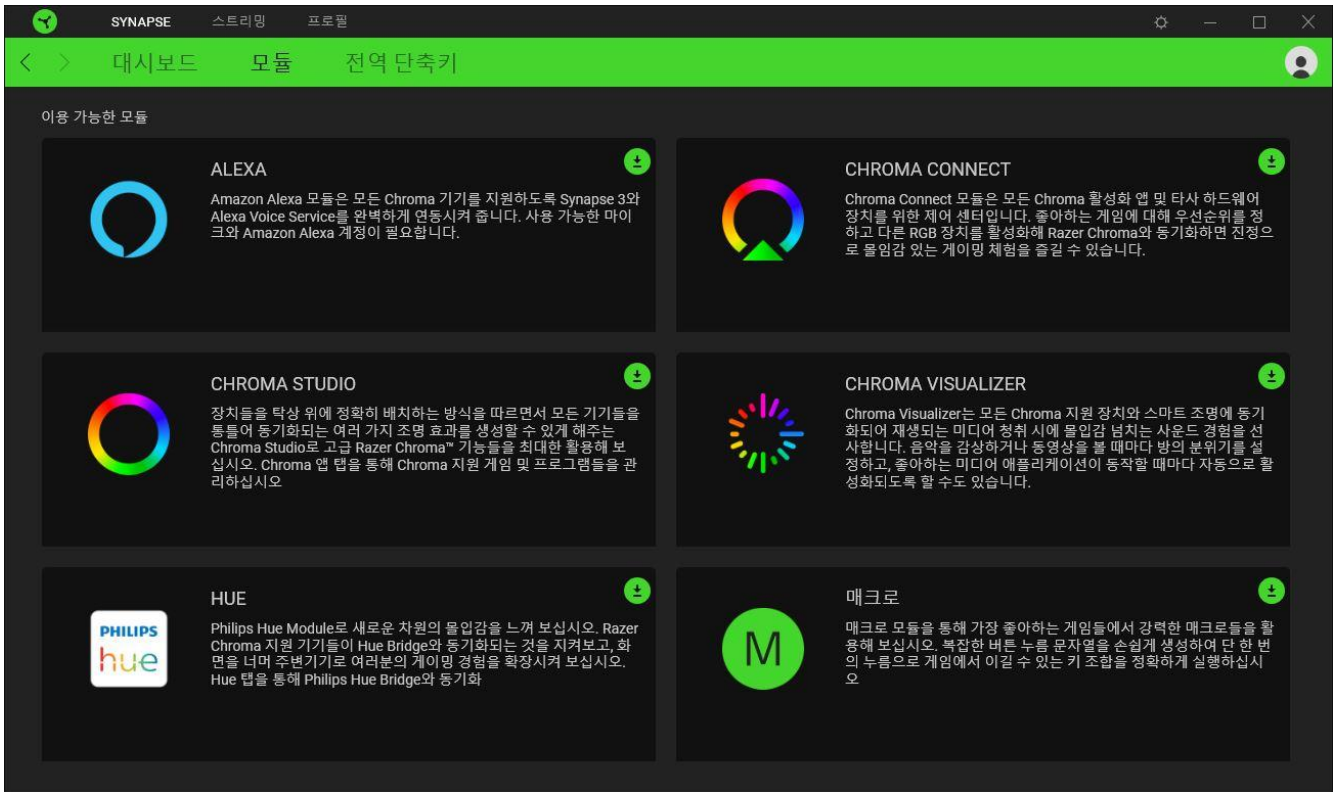 SYNAPSE 스트리밍 프로필
대시보드 모듈 전역 단축키
이용 가능한 모듈
ALEXA
Amazon Alexa 모듈은 모든 Chroma 기기를 지원하도록 Synapse 3와
Alexa Voice Service를 완벽하게 연동시켜 줍니다. 사용 가능한 마이
크와 Amazon Alexa 계정이 필요합니다.
CHROMA CONNECT
Chroma Connect 모듈은 모든 Chroma 활성화 앱 및 타사 하드웨어
장치를 위한 제어 센터입니다. 좋아하는 게임에 대해 우선순위를 정
하고 다른 RGB 장치를 활성화해 Razer Chroma와 동기화하면 진정으
로 몰입감 있는 게이밍 체험을 즐길 수 있습니다.
CHROMA STUDIO
장치들을 탁상 위에 정확히 배치하는 방식을 따르면서 모든 기기들을
통틀어 동기화되는 여러 가지 조명 효과를 생성할 수 있게 해주는
Chroma Studio로 고급 Razer Chroma™ 기능들을 최대한 활용해 보
십시오. Chroma 앱 탭을 통해 Chroma 지원 게임 및 프로그램들을 관
리하십시오
CHROMA VISUALIZER
Chroma Visualizer는 모든 Chroma 지원 장치와 스마트 조명에 동기
화되어 재생되는 미디어 청취 시에 몰입감 넘치는 사운드 경험을 선
사합니다. 음악을 감상하거나 동영상을 볼 때마다 방의 분위기를 설
정하고, 좋아하는 미디어 애플리케이션이 동작할 때마다 자동으로 활
성화되도록 할 수도 있습니다.
PHILIPS
hue
HUE
Philips Hue Module로 새로운 차원의 몰입감을 느껴 보십시오. Razer
Chroma 지원 기기들이 Hue Bridge와 동기화되는 것을 지켜보고, 화
면을 너머 주변기기로 여러분의 게이밍 경험을 확장시켜 보십시오.
Hue 탭을 통해 Philips Hue Bridge와 동기화
M
매크로
매크로 모듈을 통해 가장 좋아하는 게임들에서 강력한 매크로들을 활
용해 보십시오. 복잡한 버튼 누름 문자열을 손쉽게 생성하여 단 한 번
의 누름으로 게임에서 이길 수 있는 키 조합을 정확하게 실행하십시
오